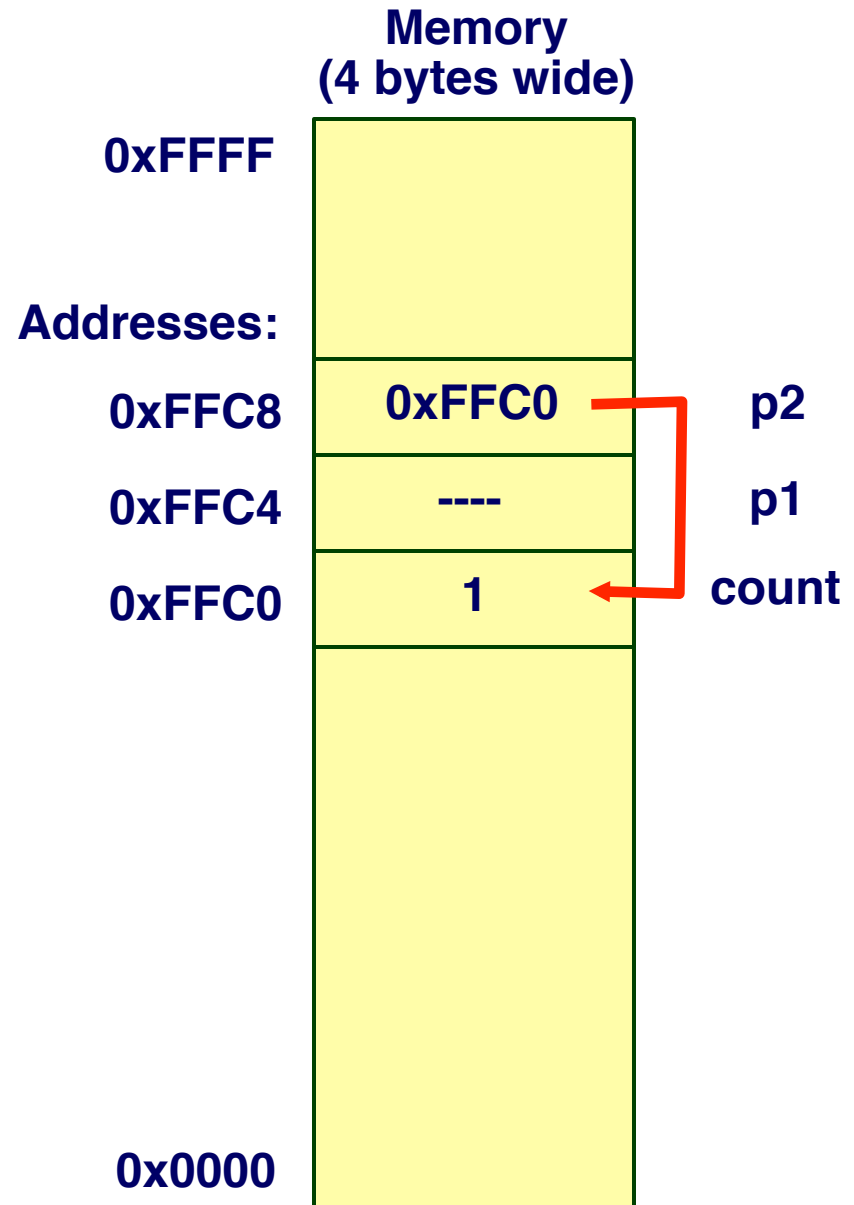 Memory
(4 bytes wide)
0xFFFF
Addresses:
0xFFC8 0xFFC0 p2
0xFFC4 ---- p1
0xFFC0 1 count
0x0000